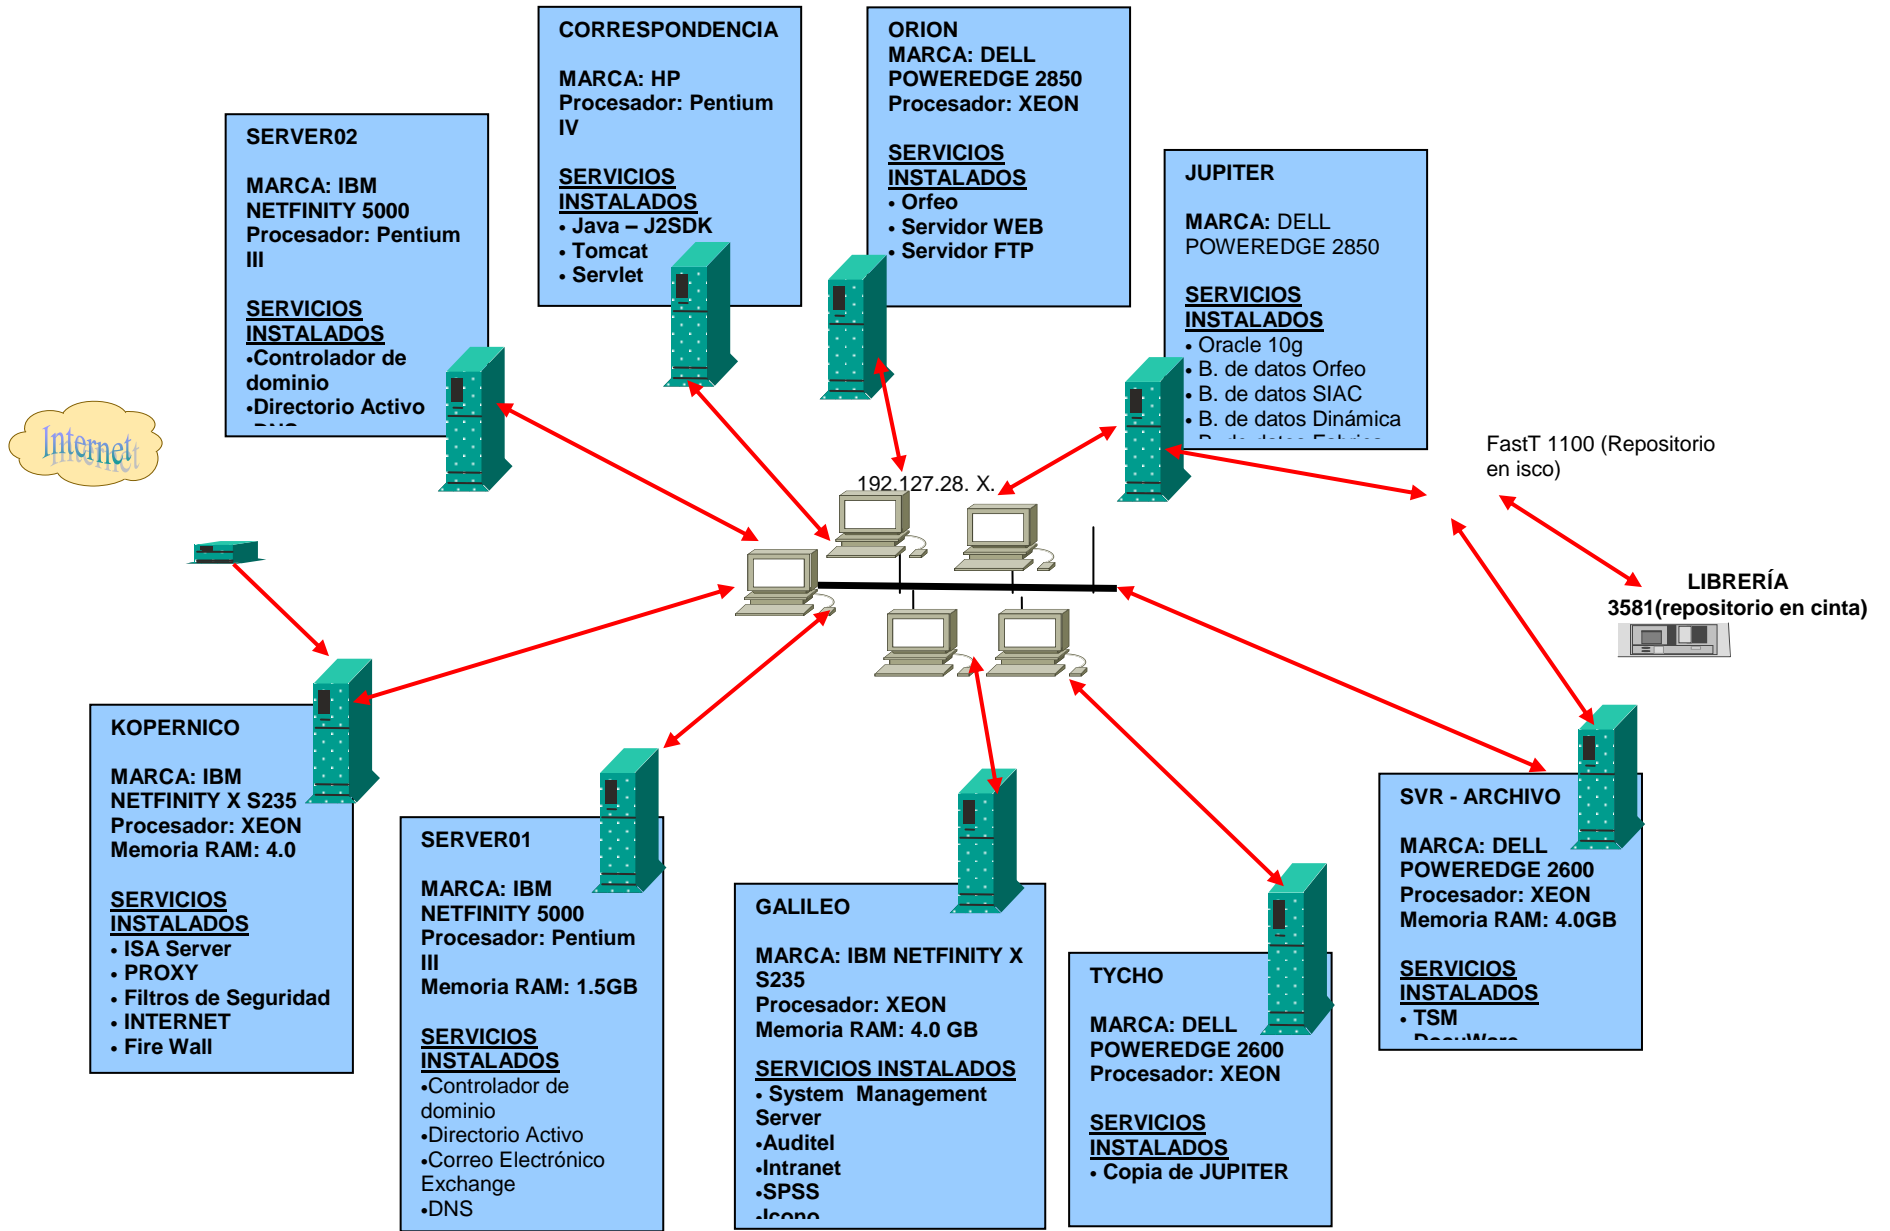 CORRESPONDENCIA
MARCA: HP
Procesador: Pentium
IV
SERVICIOS
INSTALADOS
• Java – J2SDK
• Tomcat
• Servlet
ORION
MARCA: DELL
POWEREDGE 2850
Procesador: XEON
SERVICIOS
INSTALADOS
• Orfeo
• Servidor WEB
• Servidor FTP
SERVER02
MARCA: IBM
NETFINITY 5000
Procesador: Pentium
III
SERVICIOS
INSTALADOS
•Controlador de
dominio
•Directorio Activo
•DNS
JUPITER
MARCA: DELL
POWEREDGE 2850
SERVICIOS
INSTALADOS
• Oracle 10g
• B. de datos Orfeo
• B. de datos SIAC
• B. de datos Dinámica
• B. de datos Fabrica
Internet
FastT 1100 (Repositorio
en isco)
192.127.28. X.
LIBRERÍA
3581(repositorio en cinta)
KOPERNICO
MARCA: IBM
NETFINITY X S235
Procesador: XEON
Memoria RAM: 4.0
SERVICIOS
INSTALADOS
• ISA Server
• PROXY
• Filtros de Seguridad
• INTERNET
• Fire Wall
SERVER01
MARCA: IBM
NETFINITY 5000
Procesador: Pentium
III
Memoria RAM: 1.5GB
SERVICIOS
INSTALADOS
•Controlador de
dominio
•Directorio Activo
•Correo Electrónico
Exchange
•DNS
GALILEO
MARCA: IBM NETFINITY X
S235
Procesador: XEON
Memoria RAM: 4.0 GB
SERVICIOS INSTALADOS
• System Management
Server
•Auditel
•Intranet
•SPSS
•Icono
TYCHO
MARCA: DELL
POWEREDGE 2600
Procesador: XEON
SERVICIOS
INSTALADOS
• Copia de JUPITER
SVR - ARCHIVO
MARCA: DELL
POWEREDGE 2600
Procesador: XEON
Memoria RAM: 4.0GB
SERVICIOS
INSTALADOS
• TSM
• DocuWare